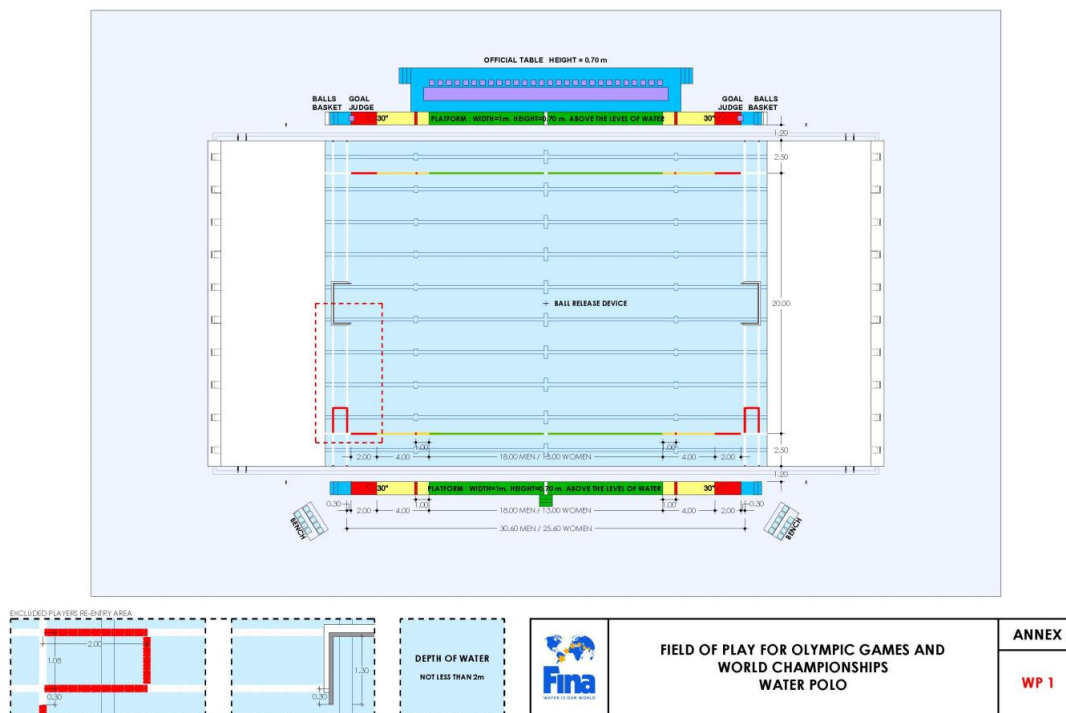 OFFICIAL TABLE HEIGHT = 0.70 m
BALLS BASKET
GOAL JUDGE
GOAL JUDGE
BALLS BASKET
30"
PLATFORM : WIDTH=1m. HEIGHT=0.70 m. ABOVE THE LEVEL OF WATER
30"
1.20
2.50
BALL RELEASE DEVICE
20.00
1.00
1.00
2.00
4.00
18.00 MEN / 13.00 WOMEN
4.00
2.00
2.50
1.20
30"
PLATFORM : WIDTH=1m. HEIGHT=0.70 m. ABOVE THE LEVEL OF WATER
30"
0.30
1.00
1.00
0.30
2.00
4.00
18.00 MEN / 13.00 WOMEN
4.00
2.00
BENCH
30.60 MEN / 25.60 WOMEN
BENCH
EXCLUDED PLAYERS RE-ENTRY AREA
2.00
1.08
0.30
1.30
0.30
DEPTH OF WATER
NOT LESS THAN 2m
Fina
WATER IS OUR WORLD
FIELD OF PLAY FOR OLYMPIC GAMES AND
WORLD CHAMPIONSHIPS
WATER POLO
ANNEX
WP 1